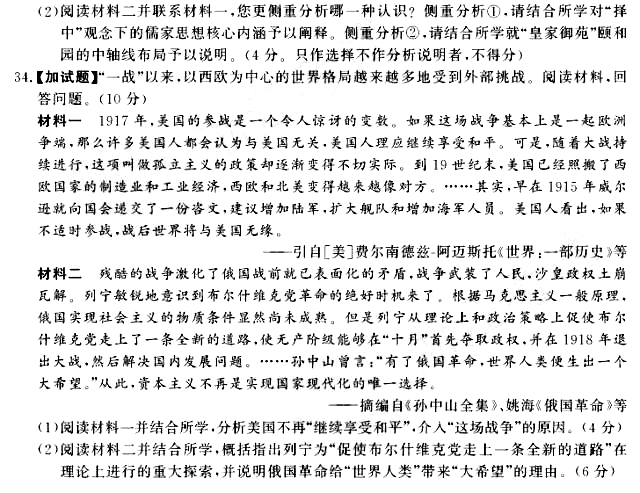 (2)阅读材料二并联系材料一,您更侧重分析哪一种认识?侧重分析①,请结合所学对“择
中”观念下的儒家思想核心内涵予以阐释。侧重分析②,请结合所学就“皇家御苑”颐和
园的中轴线布局予以说明。(4分。只作选择不作分析说明者,不得分)
34.【加试题】“一战”以来,以西欧为中心的世界格局越来越多地受到外部挑战。阅读材料,回
答问题。(10分)
材料一 1917年,美国的参战是一个令人惊讶的变数。如果这场战争基本上是一起欧洲
争端,那么许多美国人都会认为与美国无关,美国人理应继续享受和平。可是,随着大战持
续进行,这项叫做孤立主义的政策却逐渐变得不切实际。到19世纪末,美国已经照搬了西
欧国家的制造业和工业经济,西欧和北美变得越来越像对方。……其实,早在1915年威尔
逊就向国会递交了一份咨文,建议增加陆军,扩大舰队和增加海军人员。美国人看出,如果
不适时参战,战后世界将与美国无缘。
——引自[美]费尔南德兹-阿迈斯托《世界:一部历史》等
材料二 残酷的战争激化了俄国战前就已表面化的矛盾,战争武装了人民,沙皇政权土崩
瓦解。列宁敏锐地意识到布尔什维克党革命的绝好时机来了。根据马克思主义一般原理,
俄国实现社会主义的物质条件显然尚未成熟。但是列宁从理论上和政治策略上促使布尔
什维克党走上了一条全新的道路,使无产阶级能够在“十月”首先夺取政权,并在1918年退
出大战,然后解决国内发展问题。……孙中山曾言:“有了俄国革命,世界人类便生出一个
大希望。”从此,资本主义不再是实现国家现代化的唯一选择。
——摘编自《孙中山全集》、姚海《俄国革命》等
(1)阅读材料一并结合所学,分析美国不再“继续享受和平”,介入“这场战争”的原因。(4分)
(2)阅读材料二并结合所学,概括指出列宁为“促使布尔什维克党走上一条全新的道路”在
理论上进行的重大探索,并说明俄国革命给“世界人类”带来“大希望”的理由。(6分)